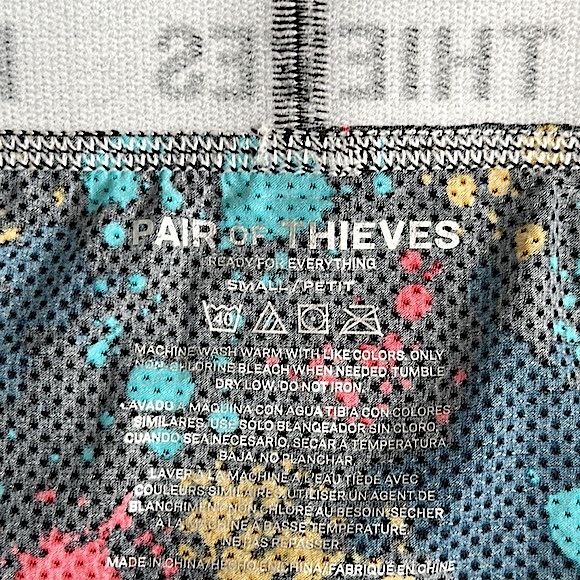 THIEVES
PAIR OF THIEVES
READY FOR EVERYTHING
SMALL/PETIT
40
MACHINE WASH WARM WITH LIKE COLORS, ONLY
NON-CHLORINE BLEACH WHEN NEEDED, TUMBLE
DRY LOW, DO NOT IRON.
LAVADO A MAQUINA CON AGUA TIBIA CON COLORES
SIMILARES, USE SOLO BLANQEADOR SIN CLORO,
CUANDO SEA NECESARIO, SECAR A TEMPERATURA
BAJA, NO PLANCHAR
LAVER À LA MACHINE À L'EAU TIÈDE AVEC
COULEURS SIMILAIRES/UTILISER UN AGENT DE
BLANCHIMENT NON CHLORÉ AU BESOIN/SÉCHER
À LA MACHINE À BASSE TEMPÉRATURE,
NE PAS REPASSER
MADE IN CHINA/HECHO EN CHINA/FABRIQUÉ EN CHINE